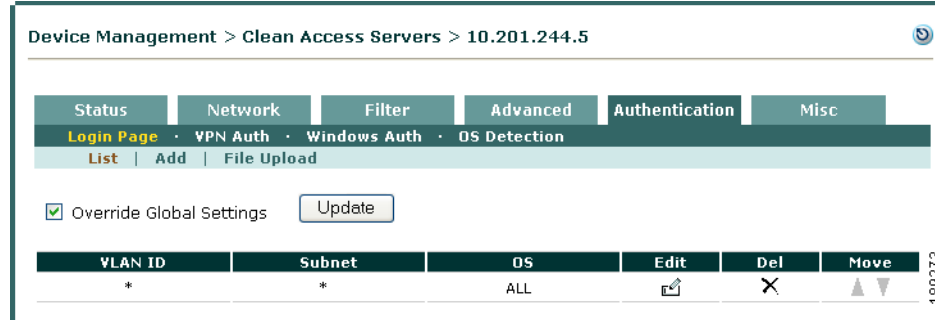 Device Management > Clean Access Servers > 10.201.244.5
Status Network Filter Advanced Authentication Misc
Login Page · VPN Auth · Windows Auth · OS Detection
List | Add | File Upload
Override Global Settings Update
VLAN ID Subnet OS Edit Del Move
* * ALL